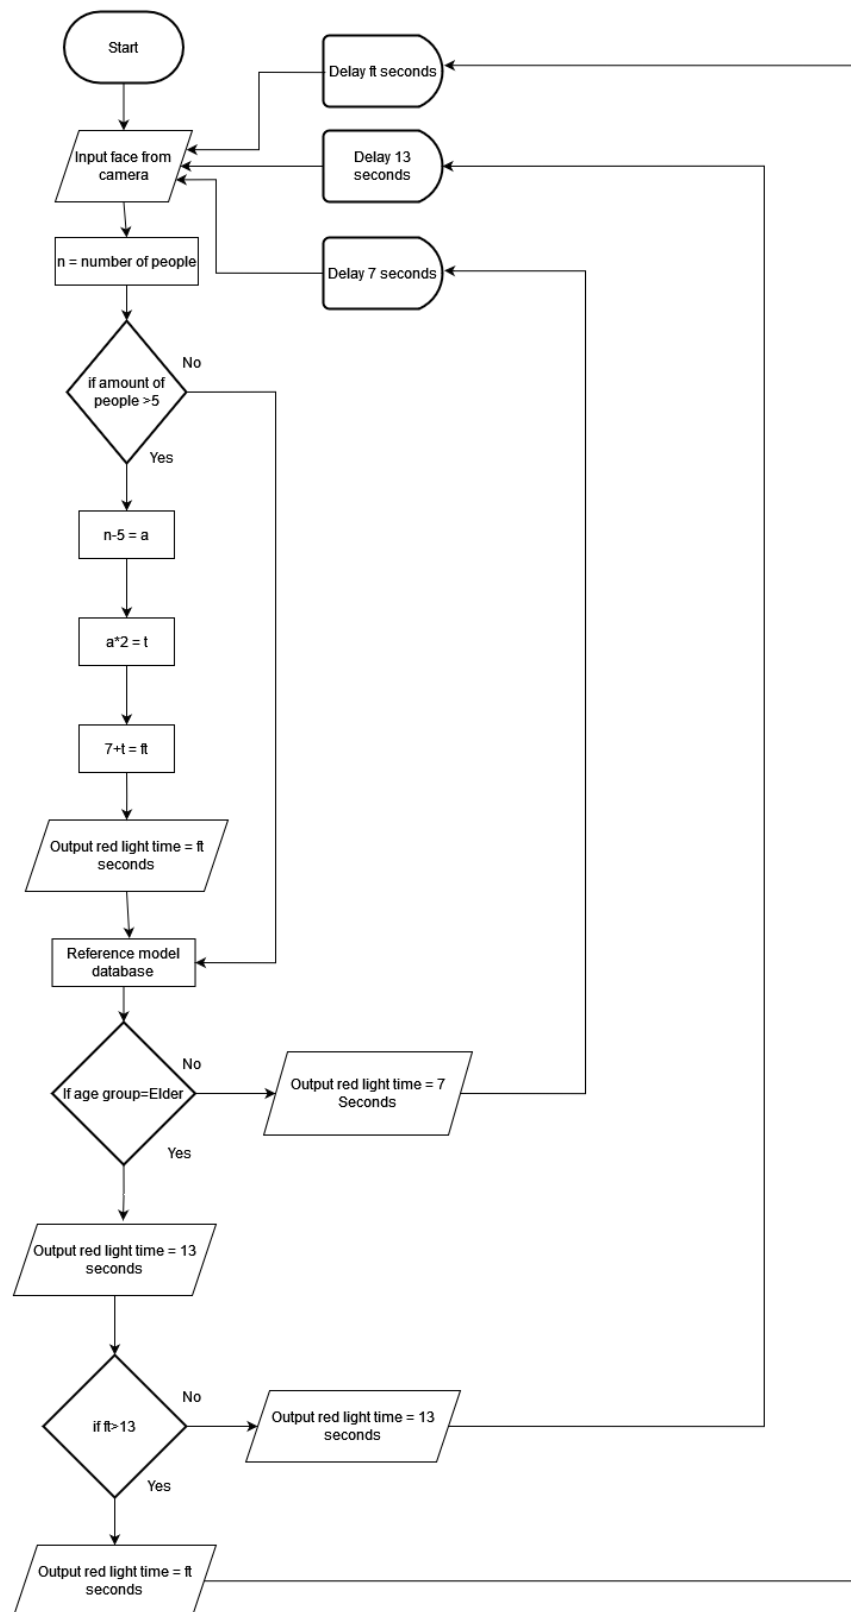 Start
Delay ft seconds
Input face from
camera
Delay 13
seconds
n = number of people
Delay 7 seconds
No
if amount of
people >5
Yes
n-5 = a
a*2 = t
7+t = ft
Output red light time = ft
seconds
Reference model
database
No
If age group=Elder
Output red light time = 7
Seconds
Yes
Output red light time = 13
seconds
No
if ft>13
Output red light time = 13
seconds
Yes
Output red light time = ft
seconds